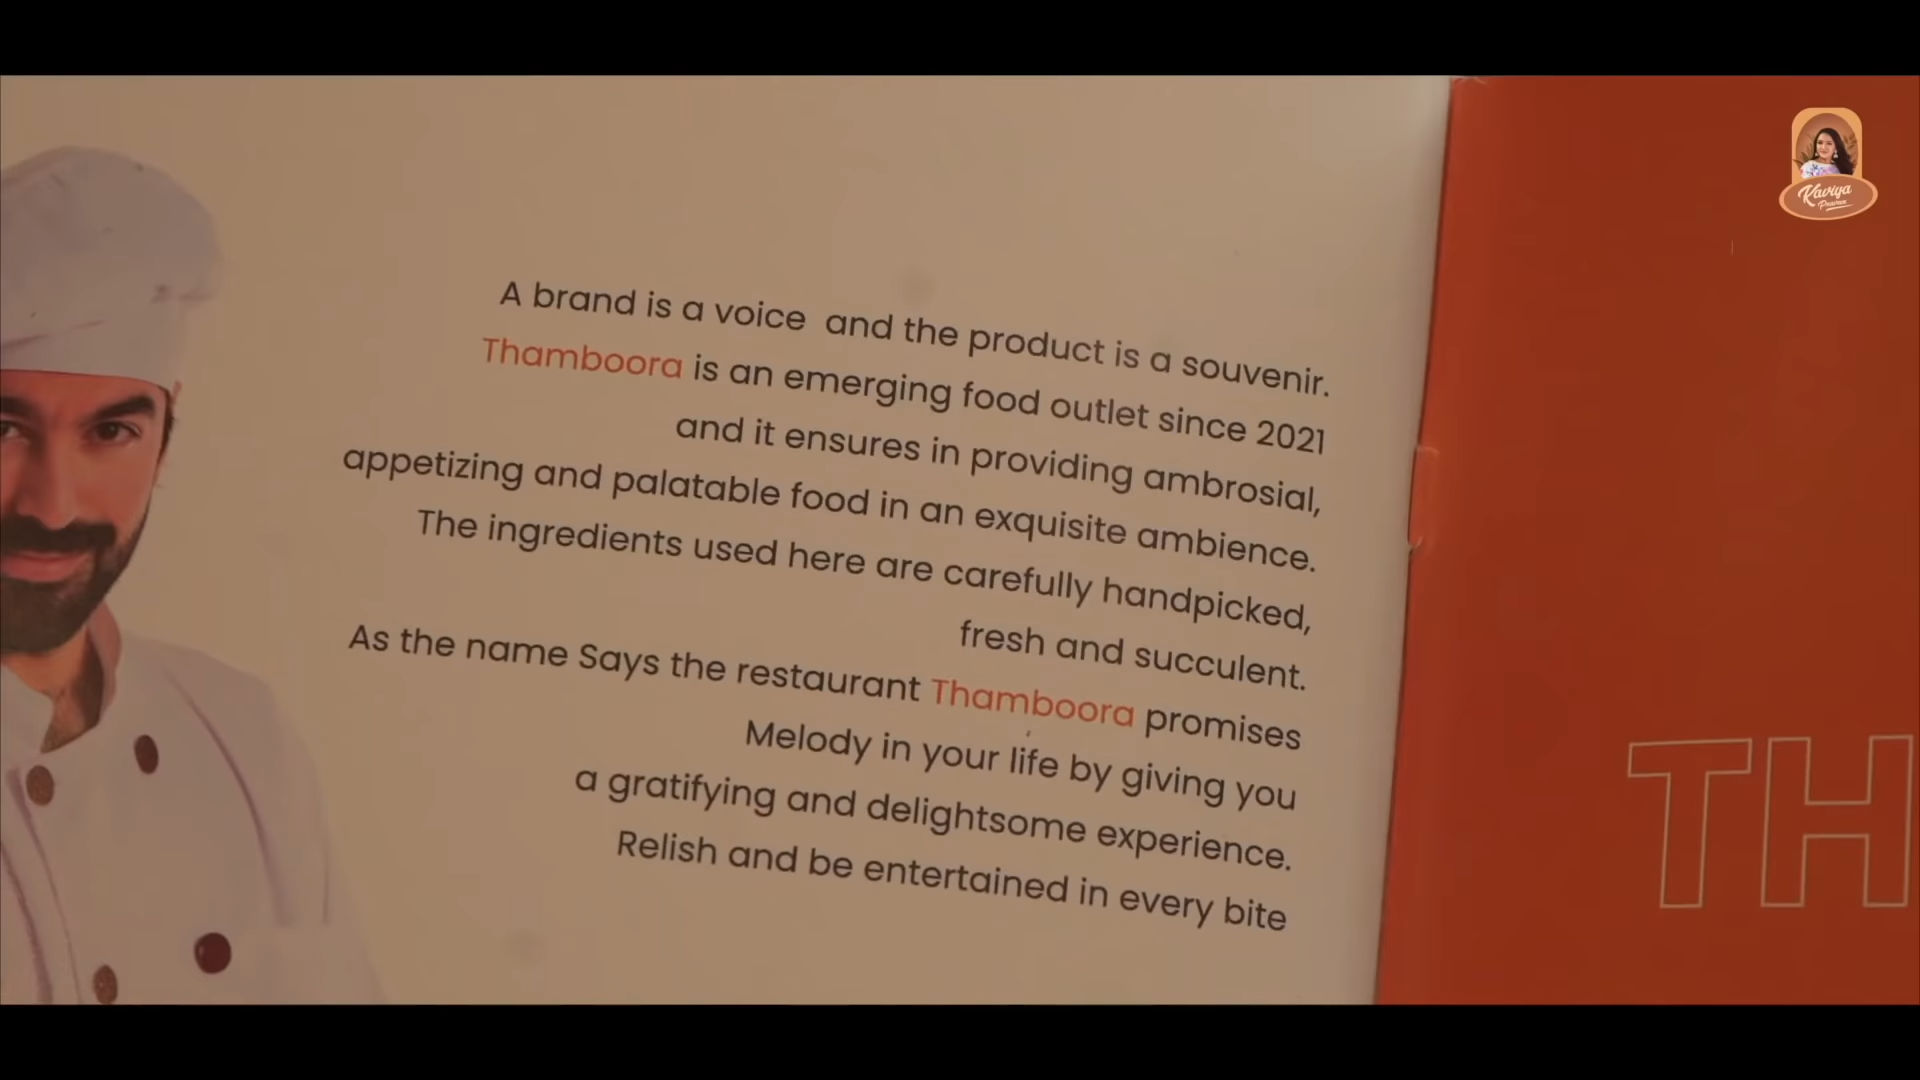 A brand is a voice and the product is a souvenir.
Thamboora is an emerging food outlet since 2021
and it ensures in providing ambrosial,
appetizing and palatable food in an exquisite ambience.
The ingredients used here are carefully handpicked,
fresh and succulent.
As the name Says the restaurant Thamboora promises
Melody in your life by giving you
a gratifying and delightsome experience.
Relish and be entertained in every bite
TH
Kaviya
Praveen